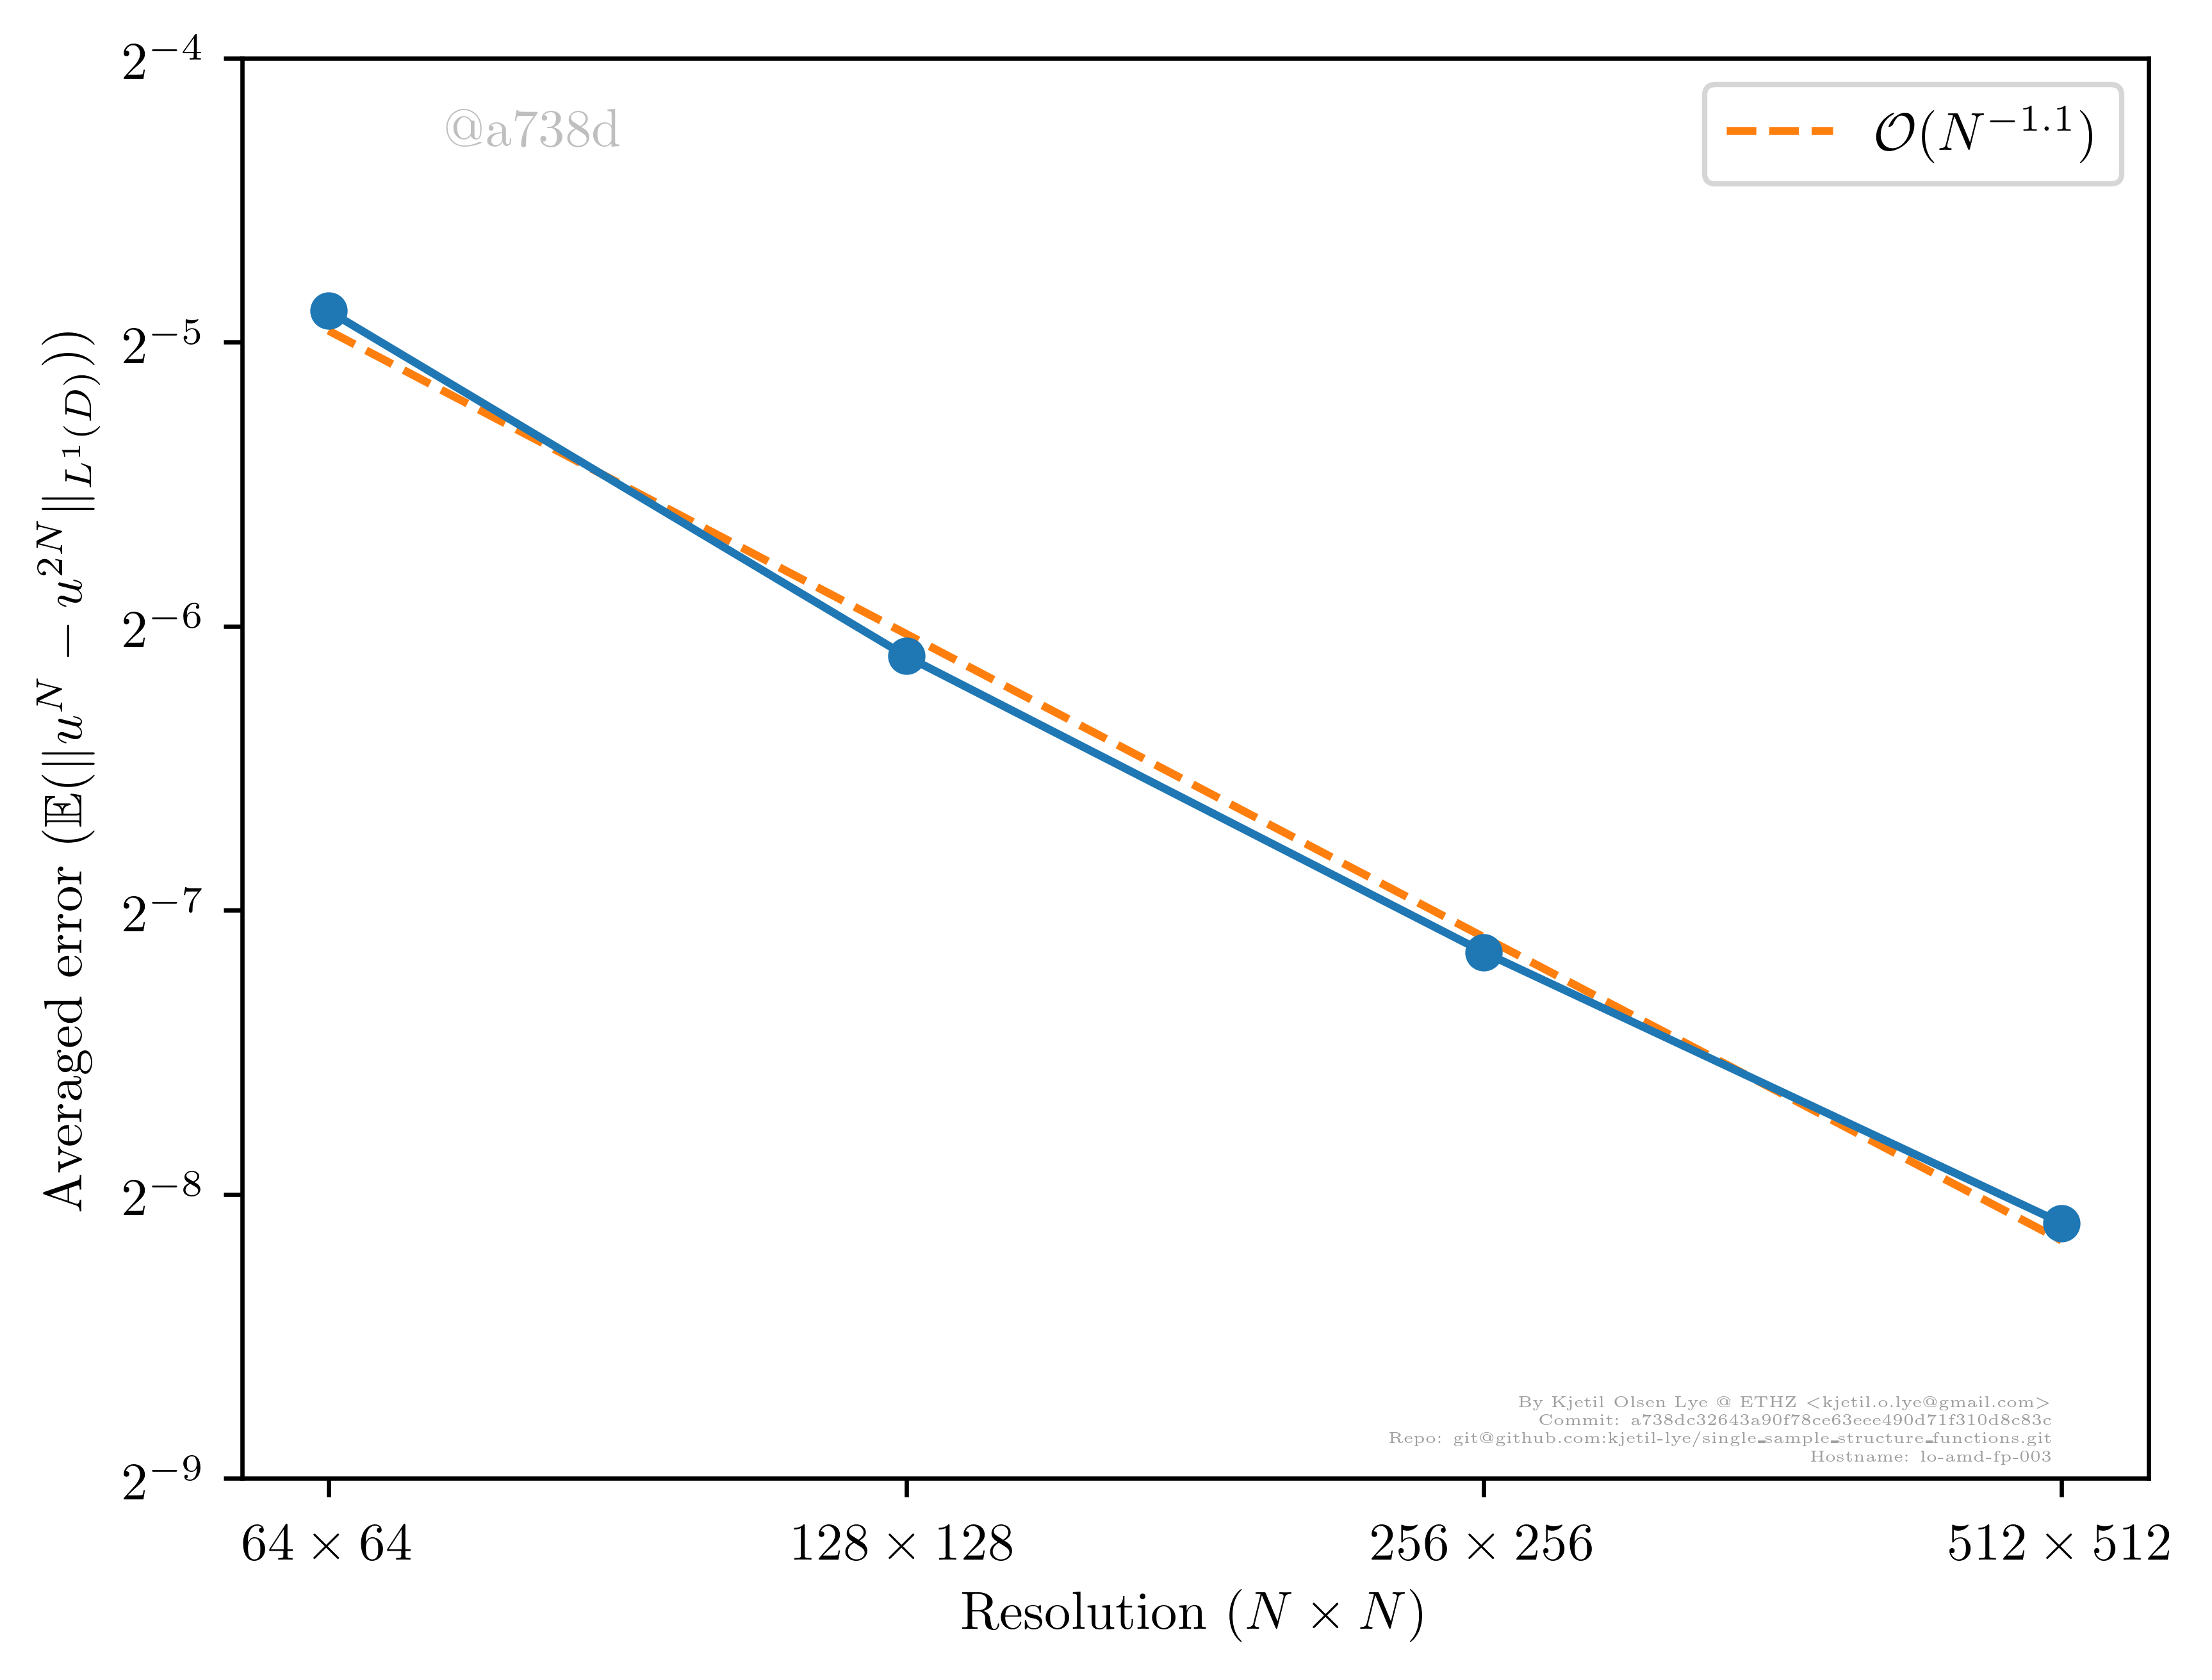 2^{-4}
@a738d
O(N^{-1.1})
2^{-5}
2^{-6}
2^{-7}
2^{-8}
2^{-9}
Averaged error (𝔼(‖u^N − u^{2N}‖_{L^1(D)}))
By Kjetil Olsen Lye @ ETHZ <kjetil.o.lye@gmail.com>
Commit: a738dc32643a90f78ce63eee490d71f310d8c83c
Repo: git@github.com:kjetil-lye/single_sample_structure_functions.git
Hostname: lo-amd-fp-003
64 × 64 128 × 128 256 × 256 512 × 512
Resolution (N × N)